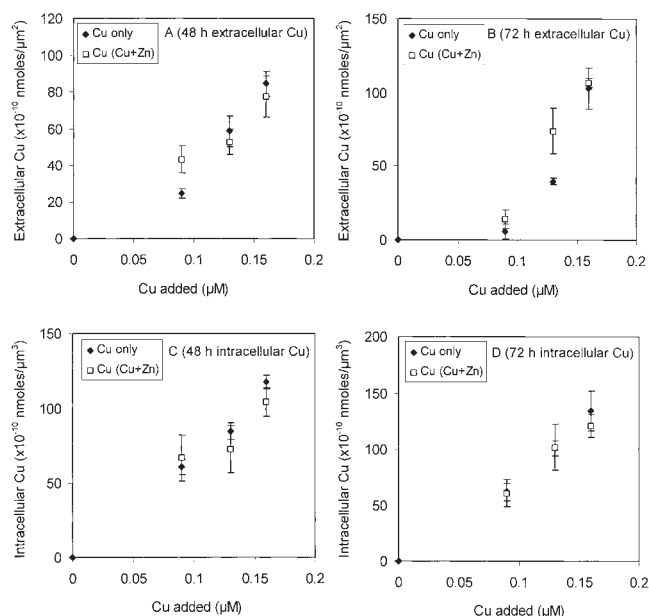 A (48 h extracellular Cu)
Cu only
Cu (Cu+Zn)
Extracellular Cu (x10⁻¹⁰ nmoles/µm²)
120
100
80
60
40
20
0
0 0.05 0.1 0.15 0.2
Cu added (µM)
B (72 h extracellular Cu)
Cu only
Cu (Cu+Zn)
Extracellular Cu (x10⁻¹⁰ nmoles/µm²)
150
100
50
0
0 0.05 0.1 0.15 0.2
Cu added (µM)
C (48 h intracellular Cu)
Cu only
Cu (Cu+Zn)
Intracellular Cu (x10⁻¹⁰ nmoles/µm³)
150
100
50
0
0 0.05 0.1 0.15 0.2
Cu added (µM)
D (72 h intracellular Cu)
Cu only
Cu (Cu+Zn)
Intracellular Cu (x10⁻¹⁰ nmoles/µm³)
200
150
100
50
0
0 0.05 0.1 0.15 0.2
Cu added (µM)